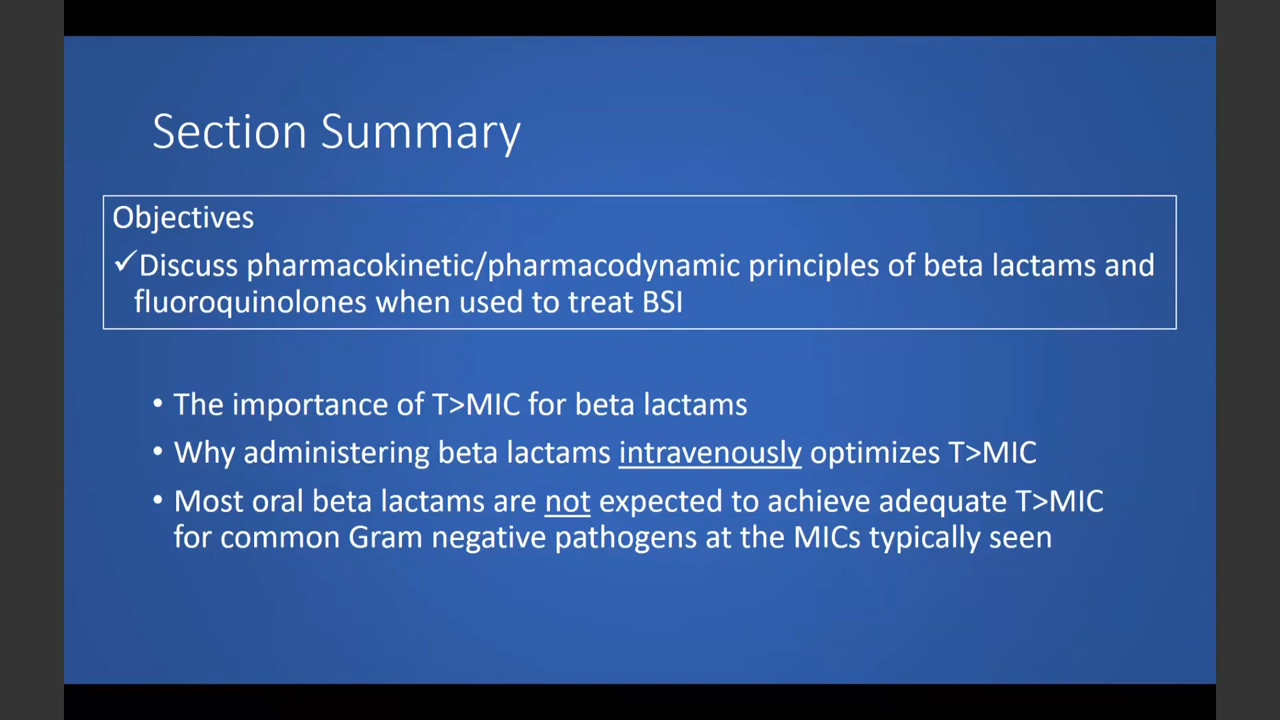 Section Summary
Objectives
✓Discuss pharmacokinetic/pharmacodynamic principles of beta lactams and
fluoroquinolones when used to treat BSI
• The importance of T>MIC for beta lactams
• Why administering beta lactams intravenously optimizes T>MIC
• Most oral beta lactams are not expected to achieve adequate T>MIC
for common Gram negative pathogens at the MICs typically seen